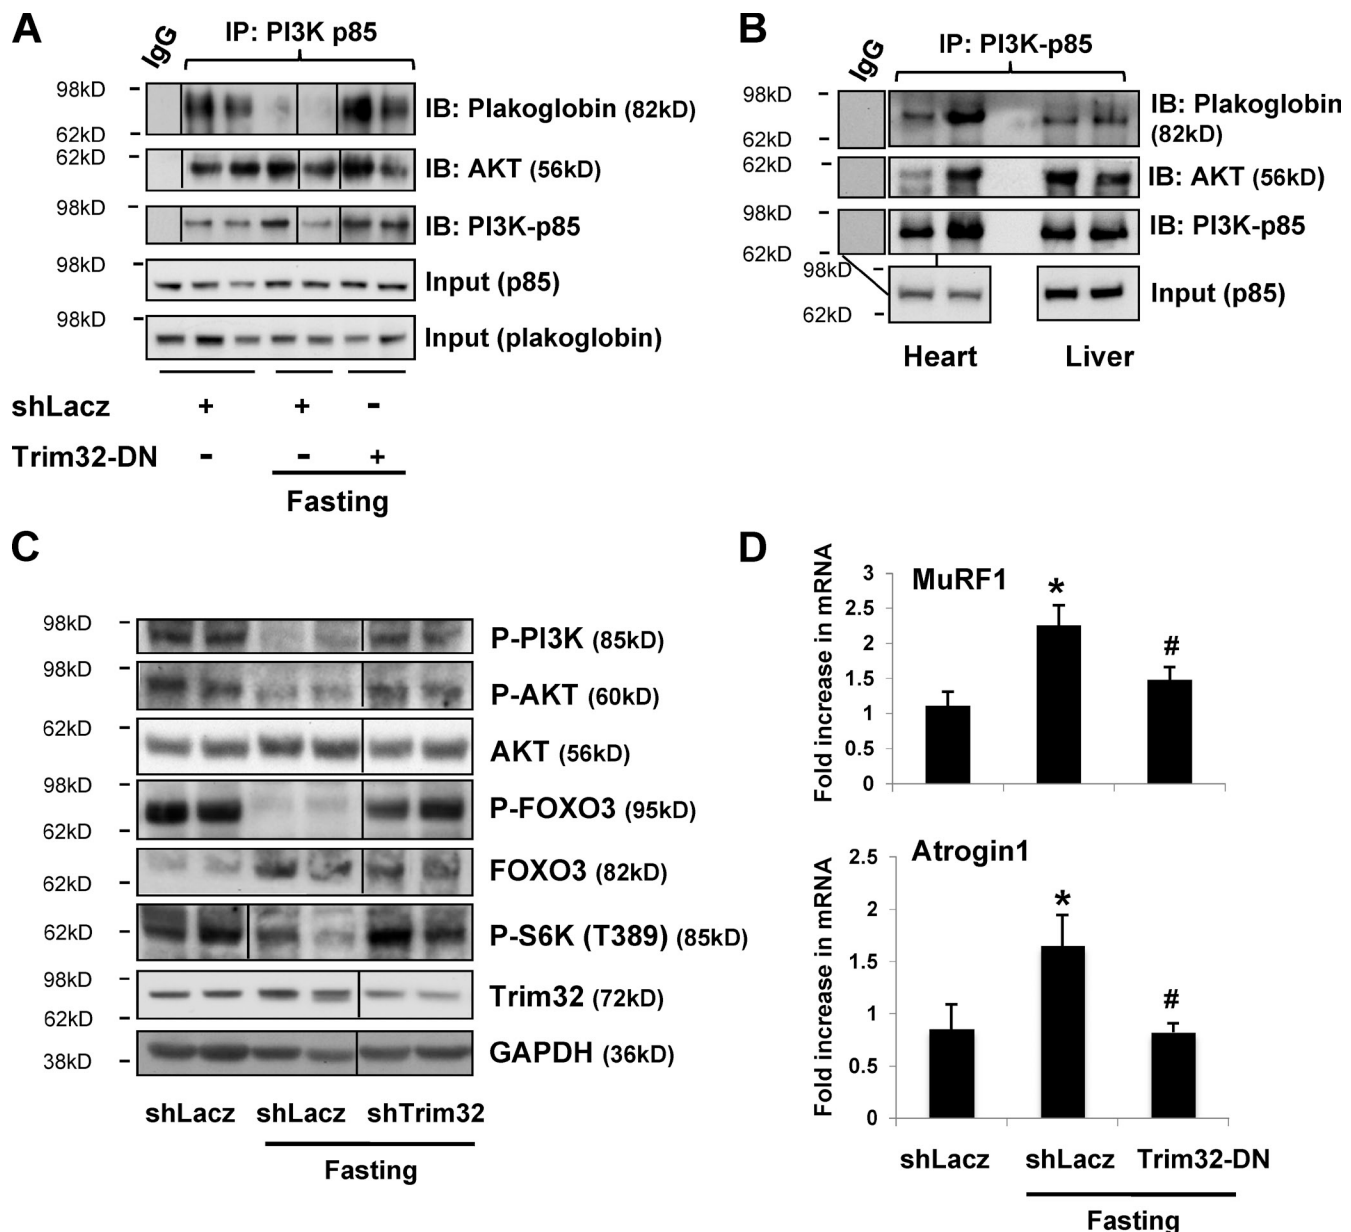 A
IgG
IP: PI3K p85
98kD
IB: Plakoglobin (82kD)
62kD
62kD
IB: AKT (56kD)
98kD
IB: PI3K-p85
98kD
Input (p85)
98kD
Input (plakoglobin)
shLacz + + -
Trim32-DN - - +
Fasting
B
IgG
IP: PI3K-p85
98kD
IB: Plakoglobin
(82kD)
62kD
62kD
IB: AKT (56kD)
98kD
IB: PI3K-p85
62kD
98kD
Input (p85)
62kD
Heart Liver
C
98kD
P-PI3K (85kD)
98kD
P-AKT (60kD)
62kD
AKT (56kD)
98kD
P-FOXO3 (95kD)
62kD
FOXO3 (82kD)
62kD
P-S6K (T389) (85kD)
62kD
98kD
Trim32 (72kD)
62kD
GAPDH (36kD)
38kD
shLacz shLacz shTrim32
Fasting
D
MuRF1
Fold increase in mRNA
3
2.5
2
1.5
1
0.5
0
*
#
Atrogin1
Fold increase in mRNA
2.5
2
1.5
1
0.5
0
*
#
shLacz shLacz Trim32-DN
Fasting